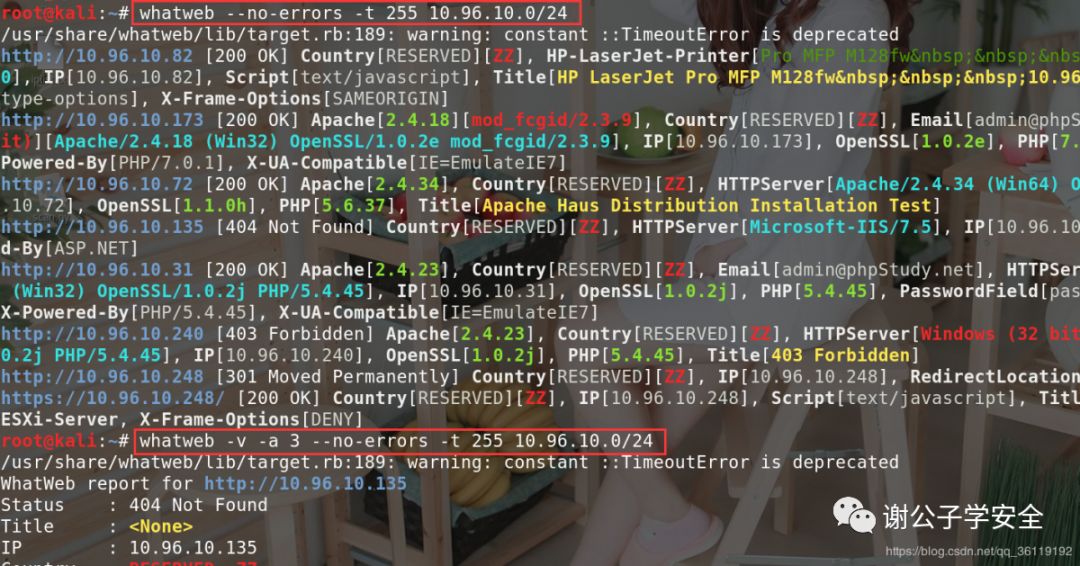 root@kali:~# whatweb --no-errors -t 255 10.96.10.0/24
/usr/share/whatweb/lib/target.rb:189: warning: constant ::TimeoutError is deprecated
http://10.96.10.82 [200 OK] Country[RESERVED][ZZ], HP-LaserJet-Printer[Pro MFP M128fw&nbsp;&nbs
0], IP[10.96.10.82], Script[text/javascript], Title[HP LaserJet Pro MFP M128fw&nbsp;&nbsp;&nbsp;10.96
type-options], X-Frame-Options[SAMEORIGIN]
http://10.96.10.173 [200 OK] Apache[2.4.18][mod_fcgid/2.3.9], Country[RESERVED][ZZ], Email[admin@phpS
it)][Apache/2.4.18 (Win32) OpenSSL/1.0.2e mod_fcgid/2.3.9], IP[10.96.10.173], OpenSSL[1.0.2e], PHP[7.
Powered-By[PHP/7.0.1], X-UA-Compatible[IE=EmulateIE7]
http://10.96.10.72 [200 OK] Apache[2.4.34], Country[RESERVED][ZZ], HTTPServer[Apache/2.4.34 (Win64) O
.10.72], OpenSSL[1.1.0h], PHP[5.6.37], Title[Apache Haus Distribution Installation Test]
http://10.96.10.135 [404 Not Found] Country[RESERVED][ZZ], HTTPServer[Microsoft-IIS/7.5], IP[10.96.10
d-By[ASP.NET]
http://10.96.10.31 [200 OK] Apache[2.4.23], Country[RESERVED][ZZ], Email[admin@phpStudy.net], HTTPSer
(Win32) OpenSSL/1.0.2j PHP/5.4.45], IP[10.96.10.31], OpenSSL[1.0.2j], PHP[5.4.45], PasswordField[pas
X-Powered-By[PHP/5.4.45], X-UA-Compatible[IE=EmulateIE7]
http://10.96.10.240 [403 Forbidden] Apache[2.4.23], Country[RESERVED][ZZ], HTTPServer[Windows (32 bit
0.2j PHP/5.4.45], IP[10.96.10.240], OpenSSL[1.0.2j], PHP[5.4.45], Title[403 Forbidden]
http://10.96.10.248 [301 Moved Permanently] Country[RESERVED][ZZ], IP[10.96.10.248], RedirectLocation
https://10.96.10.248/ [200 OK] Country[RESERVED][ZZ], IP[10.96.10.248], Script[text/javascript], Titl
ESXi-Server, X-Frame-Options[DENY]
root@kali:~# whatweb -v -a 3 --no-errors -t 255 10.96.10.0/24
/usr/share/whatweb/lib/target.rb:189: warning: constant ::TimeoutError is deprecated
WhatWeb report for http://10.96.10.135
Status    : 404 Not Found
Title     : <None>
IP        : 10.96.10.135
Country   : RESERVED, ZZ
谢公子学安全
https://blog.csdn.net/qq_36119192